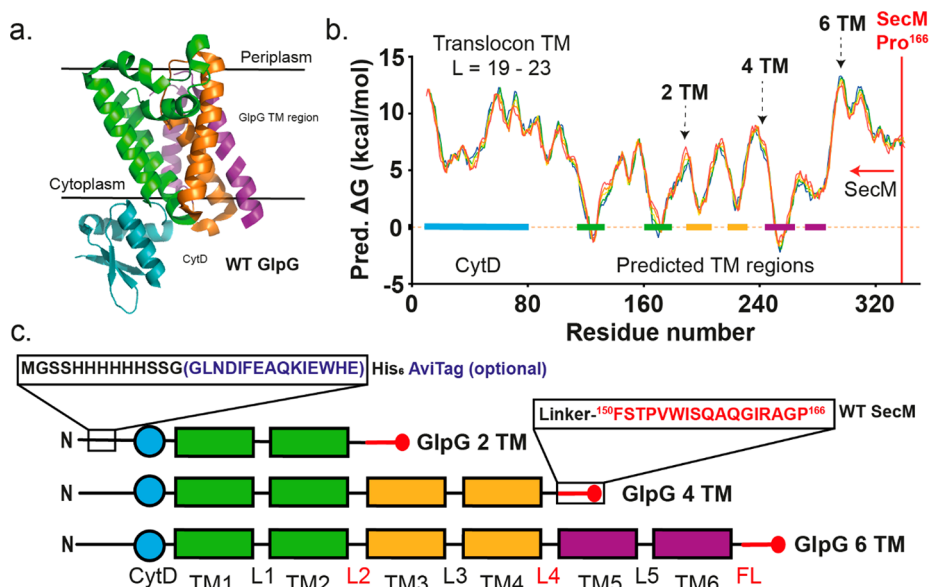 a.
Periplasm
GlpG TM region
Cytoplasm
CytD
WT GlpG
b.
Translocon TM
L = 19 - 23
2 TM
4 TM
6 TM
SecM
Pro¹⁶⁶
SecM
Pred. ΔG (kcal/mol)
15
10
5
0
-5
CytD
Predicted TM regions
0
80
160
240
320
Residue number
c.
MGSSHHHHHHSSG(GLNDIFEAQKIEWHE) His₆ AviTag (optional)
Linker-¹⁵⁰FSTPVWISQAQGIRAGP¹⁶⁶ WT SecM
N GlpG 2 TM
N GlpG 4 TM
N GlpG 6 TM
CytD TM1 L1 TM2 L2 TM3 L3 TM4 L4 TM5 L5 TM6 FL